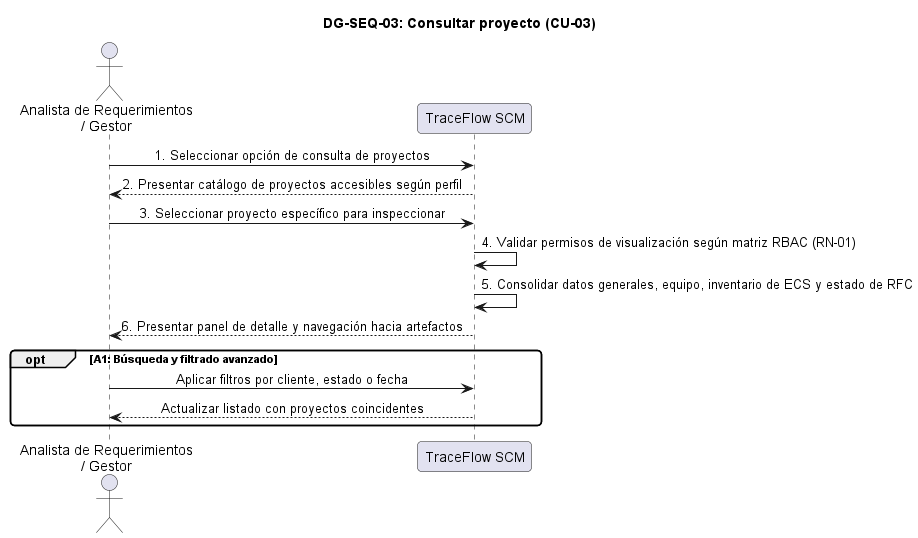 DG-SEQ-03: Consultar proyecto (CU-03)
Analista de Requerimientos
/ Gestor
TraceFlow SCM
1. Seleccionar opción de consulta de proyectos
2. Presentar catálogo de proyectos accesibles según perfil
3. Seleccionar proyecto específico para inspeccionar
4. Validar permisos de visualización según matriz RBAC (RN-01)
5. Consolidar datos generales, equipo, inventario de ECS y estado de RFC
6. Presentar panel de detalle y navegación hacia artefactos
opt [A1: Búsqueda y filtrado avanzado]
Aplicar filtros por cliente, estado o fecha
Actualizar listado con proyectos coincidentes
Analista de Requerimientos
/ Gestor
TraceFlow SCM